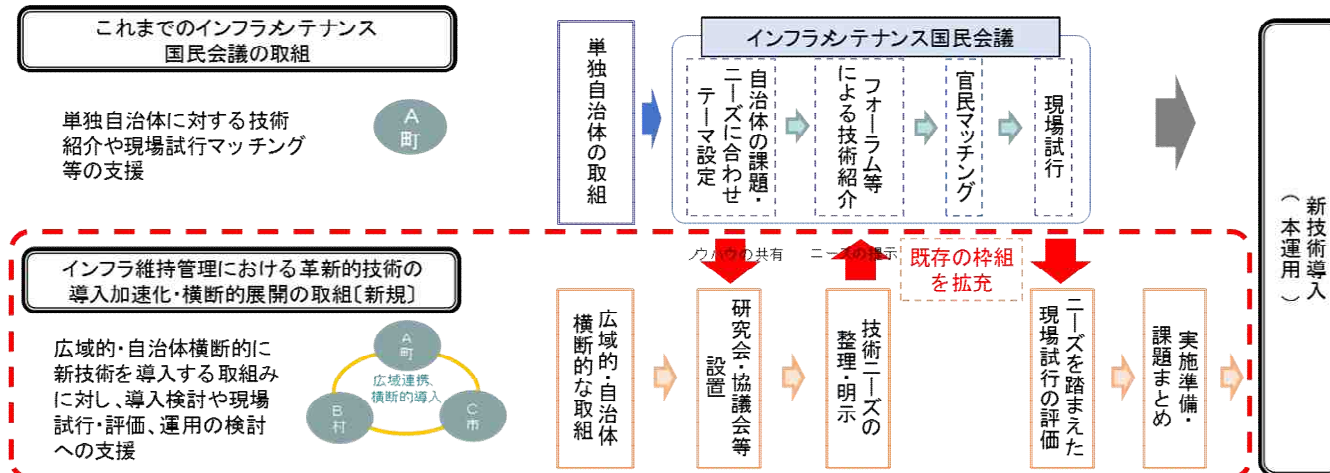 これまでのインフラメンテナンス
国民会議の取組
単独自治体に対する技術
紹介や現場試行マッチング
等の支援
A
町
単独自治体の取組
インフラメンテナンス国民会議
自治体の課題・
ニーズに合わせ
テーマ設定
フォーラム等
による技術紹介
官民マッチング
現場試行
新技術導入
(本運用)
インフラ維持管理における革新的技術の
導入加速化・横断的展開の取組〔新規〕
広域的・自治体横断的に
新技術を導入する取組み
に対し、導入検討や現場
試行・評価、運用の検討
への支援
A
町
広域連携、
横断的導入
B
村
C
市
ノウハウの共有
ニーズの提示
既存の枠組
を拡充
広域的・自治体
横断的な取組
研究会・協議会等
設置
技術ニーズの
整理・明示
ニーズを踏まえた
現場試行の評価
実施準備・
課題まとめ